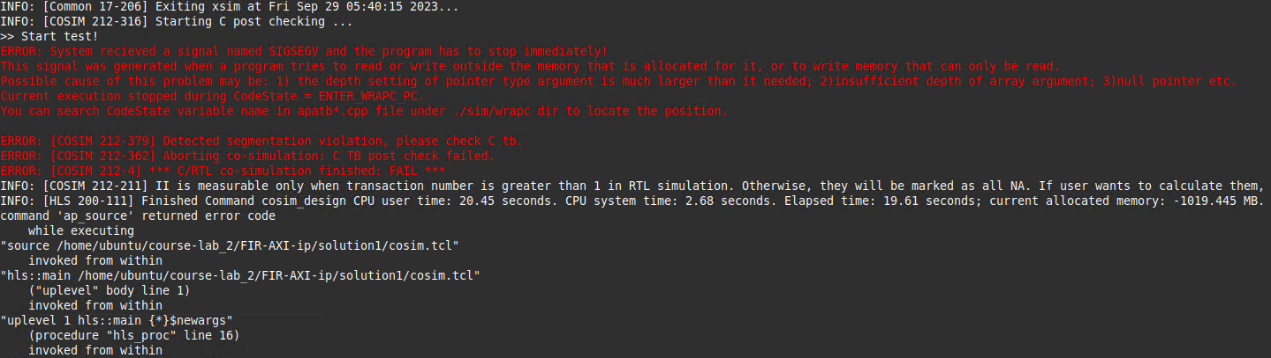 INFO: [Common 17-206] Exiting xsim at Fri Sep 29 05:40:15 2023...
INFO: [COSIM 212-316] Starting C post checking ...
>> Start test!
ERROR: System recieved a signal named SIGSEGV and the program has to stop immediately!
This signal was generated when a program tries to read or write outside the memory that is allocated for it, or to write memory that can only be read.
Possible cause of this problem may be: 1) the depth setting of pointer type argument is much larger than it needed; 2)insufficient depth of array argument; 3)null pointer etc.
Current execution stopped during CodeState = ENTER_WRAPC_PC.
You can search CodeState variable name in apatb*.cpp file under ./sim/wrapc dir to locate the position.
ERROR: [COSIM 212-379] Detected segmentation violation, please check C tb.
ERROR: [COSIM 212-362] Aborting co-simulation: C TB post check failed.
ERROR: [COSIM 212-4] *** C/RTL co-simulation finished: FAIL ***
INFO: [COSIM 212-211] II is measurable only when transaction number is greater than 1 in RTL simulation. Otherwise, they will be marked as all NA. If user wants to calculate them,
INFO: [HLS 200-111] Finished Command cosim_design CPU user time: 20.45 seconds. CPU system time: 2.68 seconds. Elapsed time: 19.61 seconds; current allocated memory: -1019.445 MB.
command 'ap_source' returned error code
    while executing
"source /home/ubuntu/course-lab_2/FIR-AXI-ip/solution1/cosim.tcl"
    invoked from within
"hls::main /home/ubuntu/course-lab_2/FIR-AXI-ip/solution1/cosim.tcl"
    ("uplevel" body line 1)
    invoked from within
"uplevel 1 hls::main {*}$newargs"
    (procedure "hls_proc" line 16)
    invoked from within